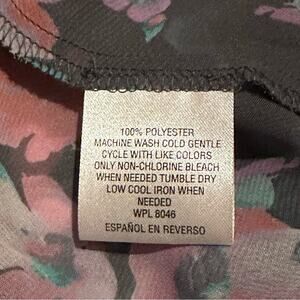 100% POLYESTER
MACHINE WASH COLD GENTLE
CYCLE WITH LIKE COLORS
ONLY NON-CHLORINE BLEACH
WHEN NEEDED TUMBLE DRY
LOW COOL IRON WHEN
NEEDED
WPL 8046
ESPAÑOL EN REVERSO